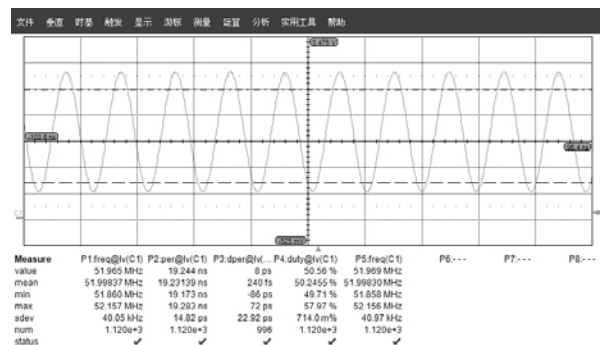 文件 垂直 时基 触发 显示 游标 测量 运算 分析 实用工具 帮助
Measure P1:freq@lv(C1) P2:per@lv(C1) P3:dper@lv(... P4:duty@lv(C1) P5:freq(C1) P6:--- P7:--- P8:---
value 51.965 MHz 19.244 ns 8 ps 50.56 % 51.969 MHz
mean 51.99837 MHz 19.23139 ns 240 fs 50.2455 % 51.99830 MHz
min 51.860 MHz 19.173 ns -86 ps 49.71 % 51.858 MHz
max 52.157 MHz 19.283 ns 72 ps 57.97 % 52.156 MHz
sdev 40.05 kHz 14.82 ps 22.92 ps 714.0 m% 40.97 kHz
num 1.120e+3 1.120e+3 996 1.120e+3 1.120e+3
status